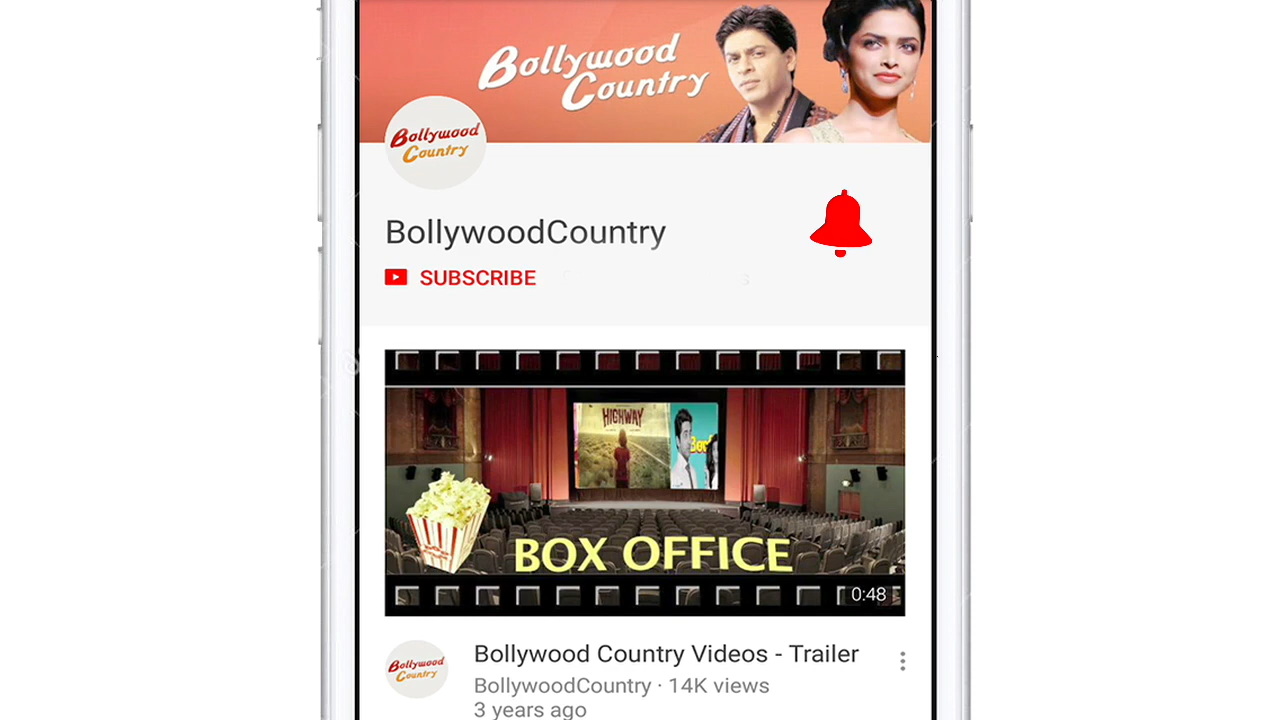 Bollywood
Country
Bollywood
Country
BollywoodCountry
SUBSCRIBE
HIGHWAY
BOX OFFICE
0:48
Bollywood
Country
Bollywood Country Videos - Trailer
BollywoodCountry · 14K views
3 years ago